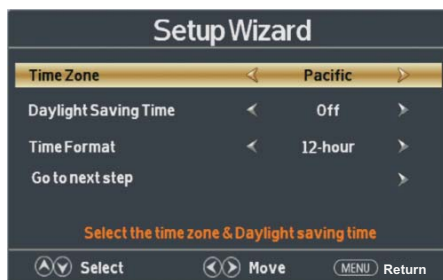 Setup Wizard
Time Zone Pacific
Daylight Saving Time Off
Time Format 12-hour
Go to next step
Select the time zone & Daylight saving time
Select Move MENU Return